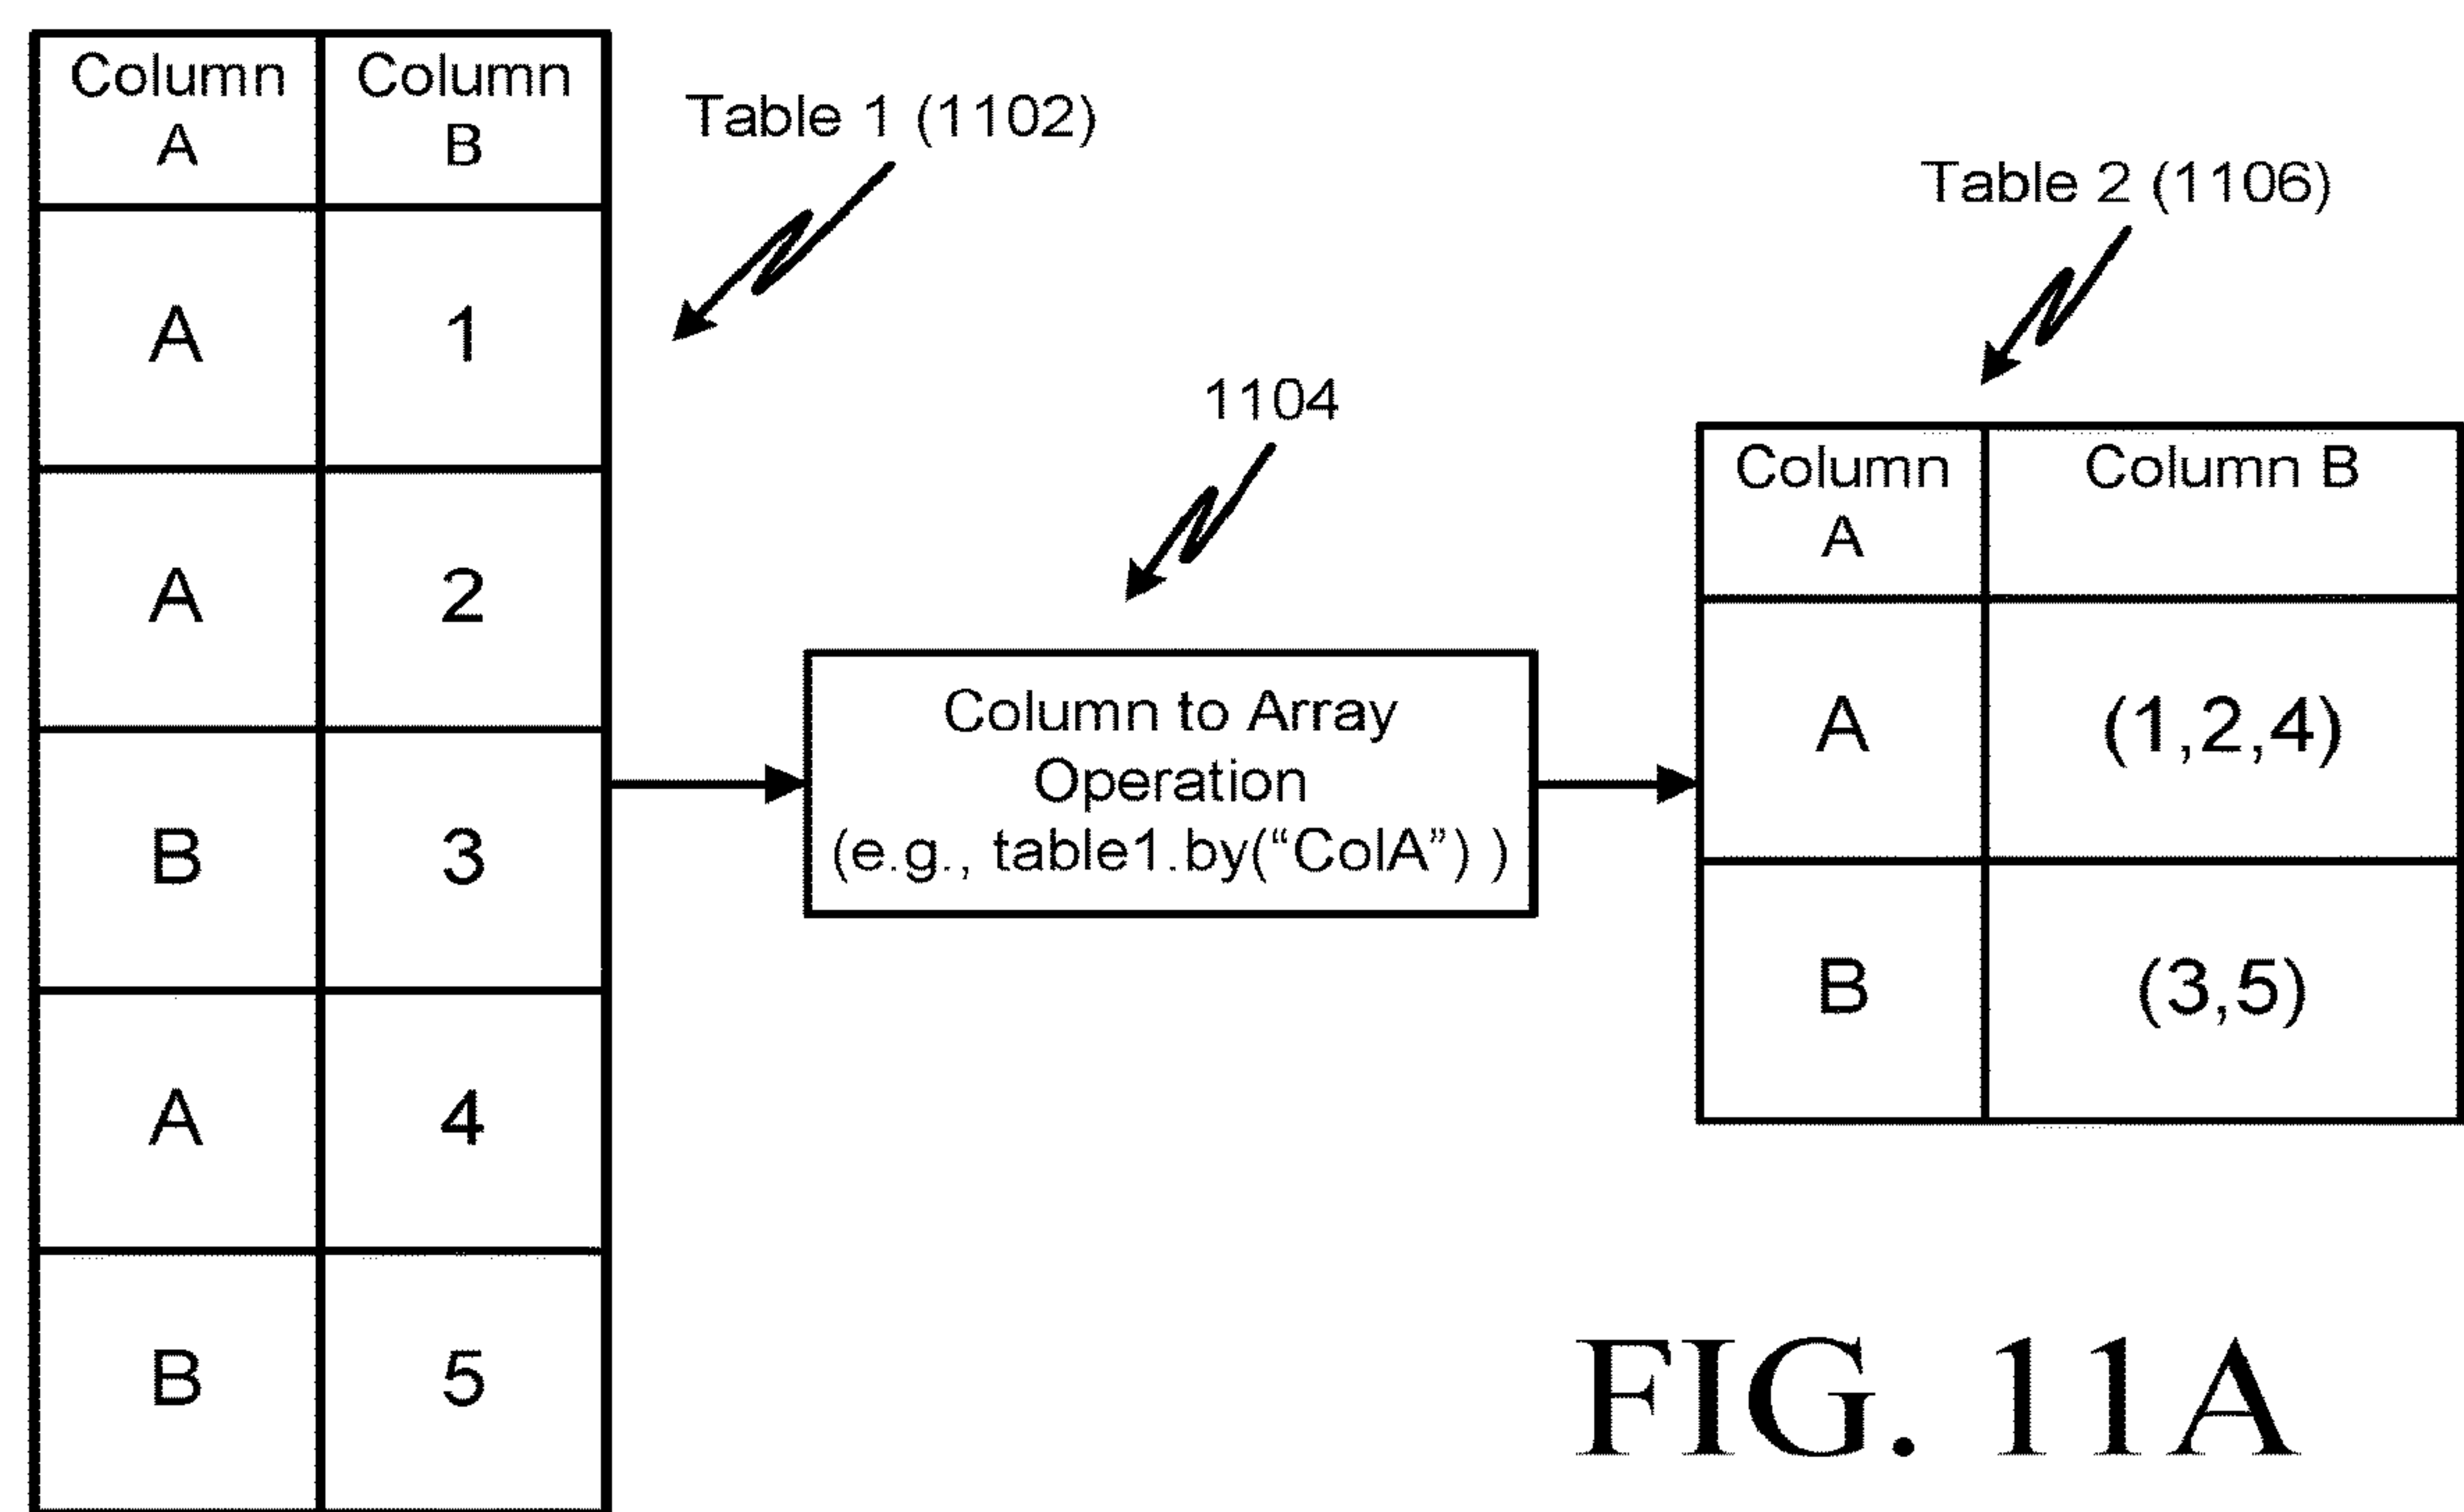 Column A Column B
A 1
A 2
B 3
A 4
B 5
Table 1 (1102)
1104
Column to Array
Operation
(e.g., table1.by(“ColA”) )
Table 2 (1106)
Column A Column B
A (1,2,4)
B (3,5)
FIG. 11A